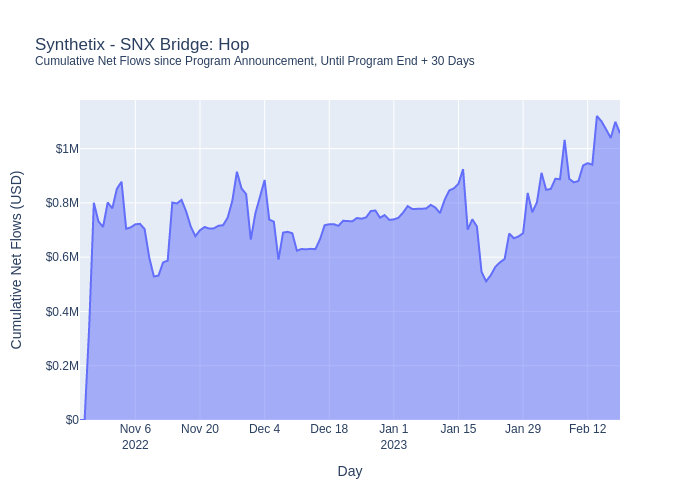 Synthetix - SNX Bridge: Hop
Cumulative Net Flows since Program Announcement, Until Program End + 30 Days
Cumulative Net Flows (USD)
$1M
$0.8M
$0.6M
$0.4M
$0.2M
$0
Nov 6
2022
Nov 20
Dec 4
Dec 18
Jan 1
2023
Jan 15
Jan 29
Feb 12
Day